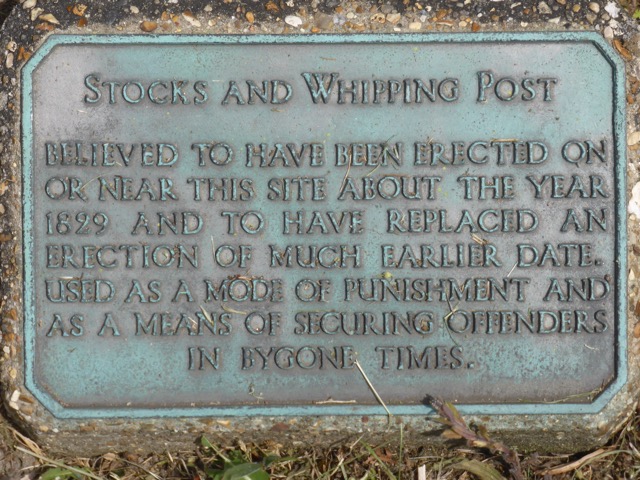 Stocks and Whipping Post
BELIEVED TO HAVE BEEN ERECTED ON
OR NEAR THIS SITE ABOUT THE YEAR
1829 AND TO HAVE REPLACED AN
ERECTION OF MUCH EARLIER DATE.
USED AS A MODE OF PUNISHMENT AND
AS A MEANS OF SECURING OFFENDERS
IN BYGONE TIMES.